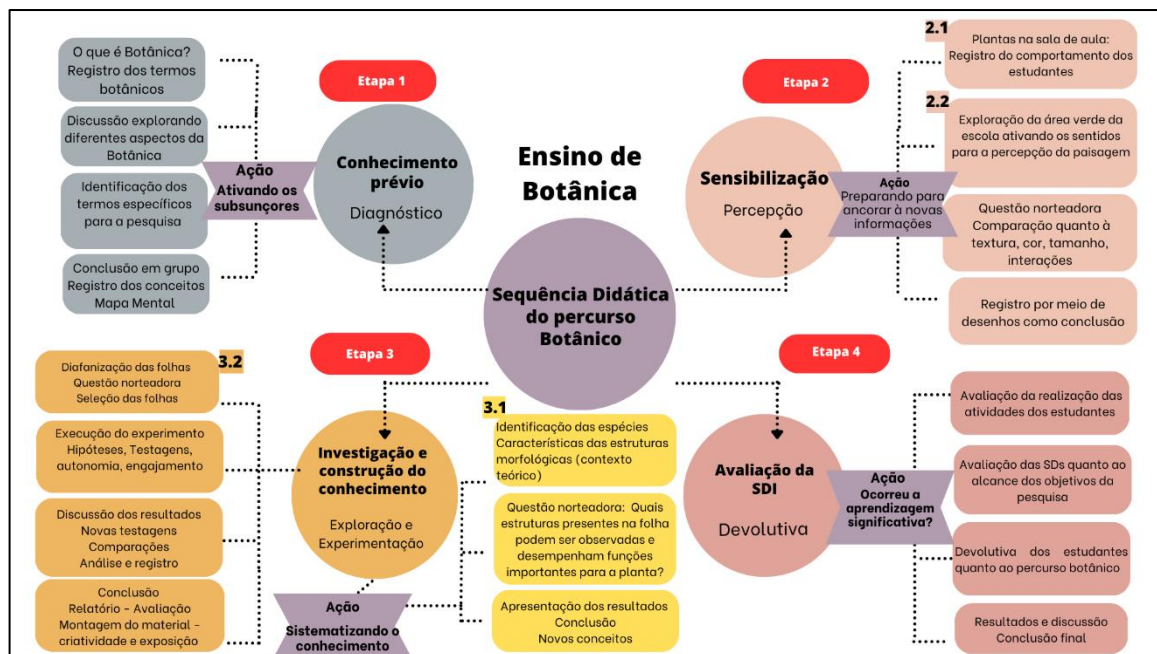 Ensino de
Botânica
Sequência Didática
do percurso
Botânico
Etapa 1
Conhecimento
prévio
Diagnóstico
Ação
Ativando os
subsunçores
O que é Botânica?
Registro dos termos
botânicos
Discussão explorando
diferentes aspectos da
Botânica
Identificação dos
termos específicos
para a pesquisa
Conclusão em grupo
Registro dos conceitos
Mapa Mental
Etapa 2
Sensibilização
Percepção
Ação
Preparando para
ancorar à novas
informações
2.1
Plantas na sala de aula:
Registro do comportamento dos
estudantes
2.2
Exploração da área verde da
escola ativando os sentidos
para a percepção da paisagem
Questão norteadora
Comparação quanto à
textura, cor, tamanho,
interações
Registro por meio de
desenhos como conclusão
Etapa 3
Investigação e
construção do
conhecimento
Exploração e
Experimentação
Ação
Sistematizando o
conhecimento
3.1
Identificação das espécies
Características das estruturas
morfológicas (contexto
teórico)
Questão norteadora: Quais
estruturas presentes na folha
podem ser observadas e
desempenham funções
importantes para a planta?
Apresentação dos resultados
Conclusão
Novos conceitos
3.2
Diafanização das folhas
Questão norteadora
Seleção das folhas
Execução do experimento
Hipóteses, Testagens,
autonomia, engajamento
Discussão dos resultados
Novas testagens
Comparações
Análise e registro
Conclusão
Relatório - Avaliação
Montagem do material -
criatividade e exposição
Etapa 4
Avaliação da
SDI
Devolutiva
Ação
Ocorreu a
aprendizagem
significativa?
Avaliação da realização das
atividades dos estudantes
Avaliação das SDs quanto ao
alcance dos objetivos da
pesquisa
Devolutiva dos estudantes
quanto ao percurso botânico
Resultados e discussão
Conclusão final